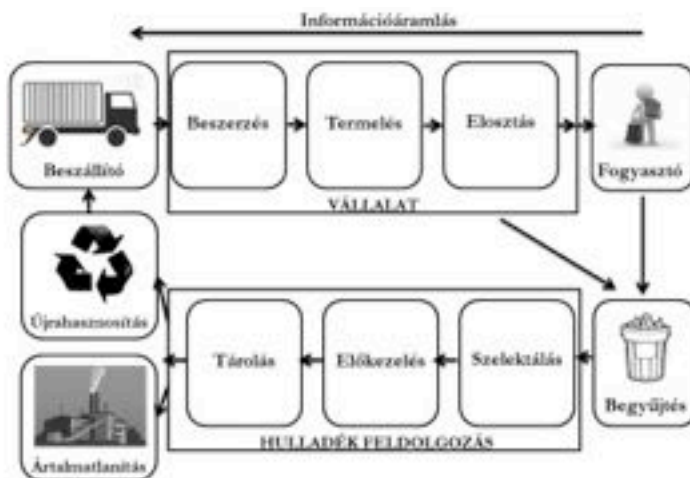 Információáramlás
Beszállító
Beszerzés
Termelés
Elosztás
Fogyasztó
VÁLLALAT
Újrahasznosítás
Tárolás
Előkezelés
Szelektálás
Begyűjtés
HULLADÉK FELDOLGOZÁS
Ártalmatlanítás